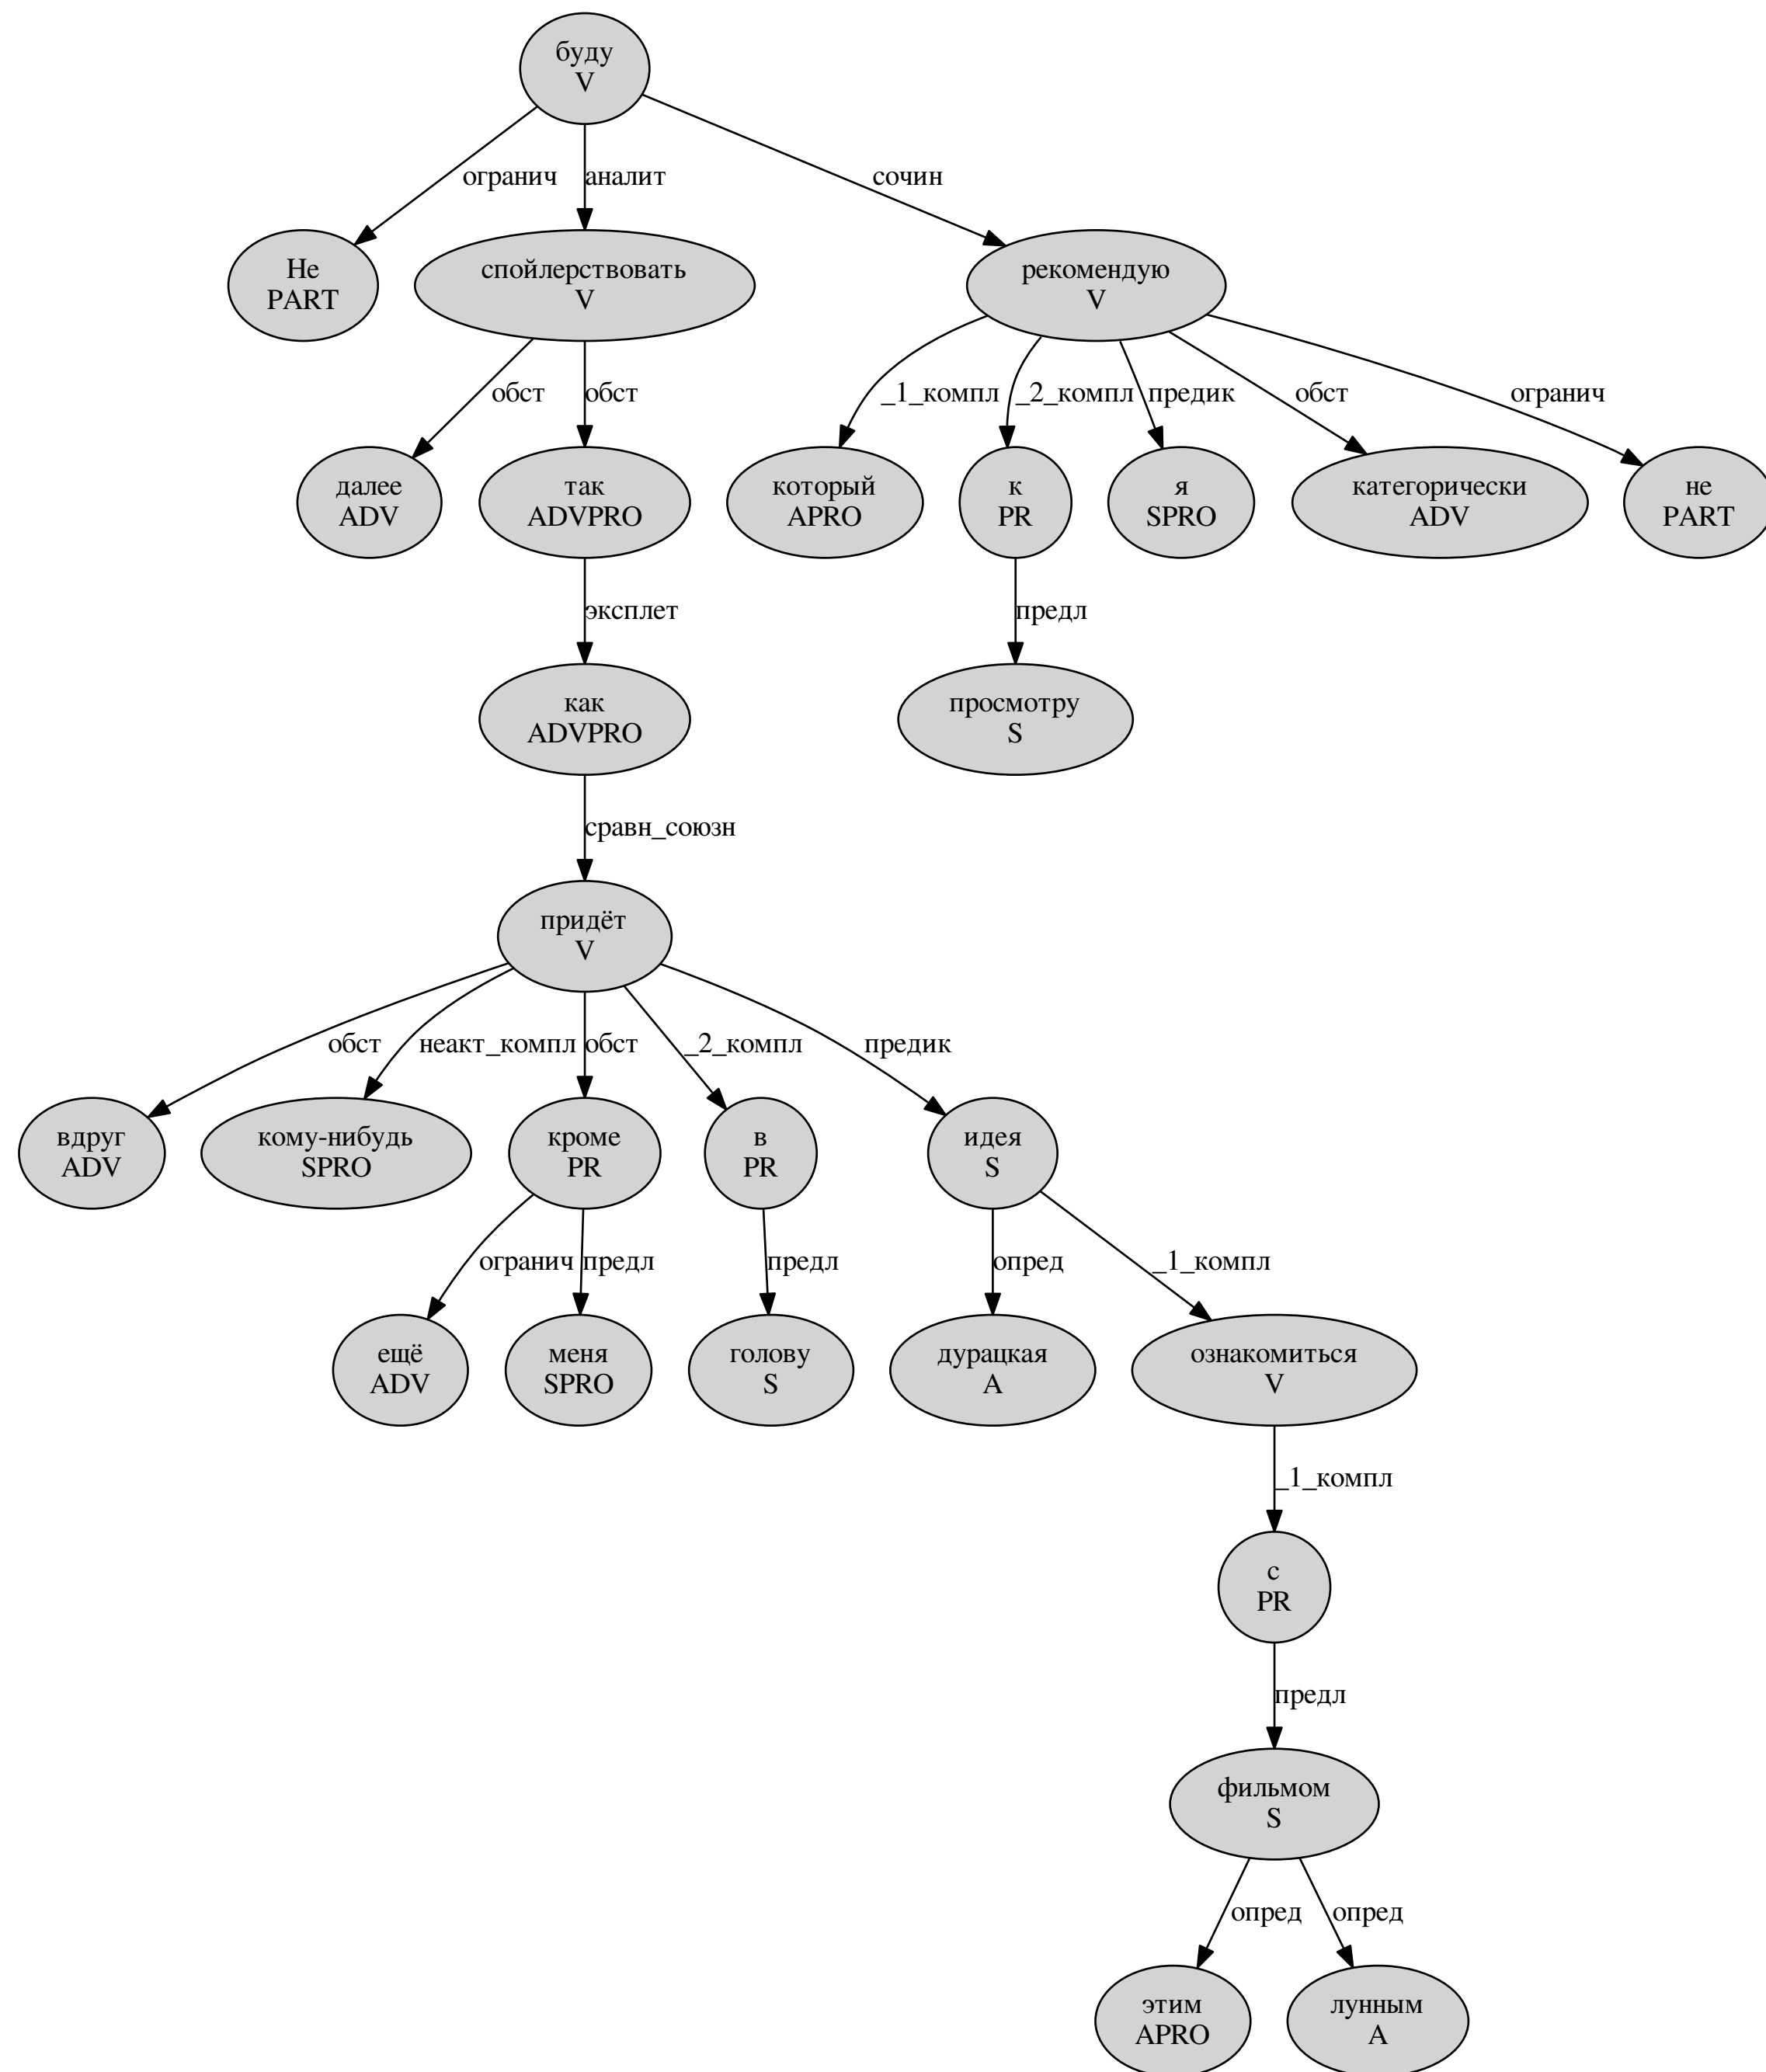 буду
V
огранич
аналит
сочин
Не
PART
спойлерствовать
V
рекомендую
V
обст
обст
_1_компл
_2_компл
предик
обст
огранич
далее
ADV
так
ADVPRO
который
APRO
к
PR
я
SPRO
категорически
ADV
не
PART
эксплет
предл
как
ADVPRO
просмотру
S
сравн_союзн
придёт
V
обст
неакт_компл
обст
_2_компл
предик
вдруг
ADV
кому-нибудь
SPRO
кроме
PR
в
PR
идея
S
огранич
предл
предл
опред
_1_компл
ещё
ADV
меня
SPRO
голову
S
дурацкая
A
ознакомиться
V
_1_компл
с
PR
предл
фильмом
S
опред
опред
этим
APRO
лунным
A